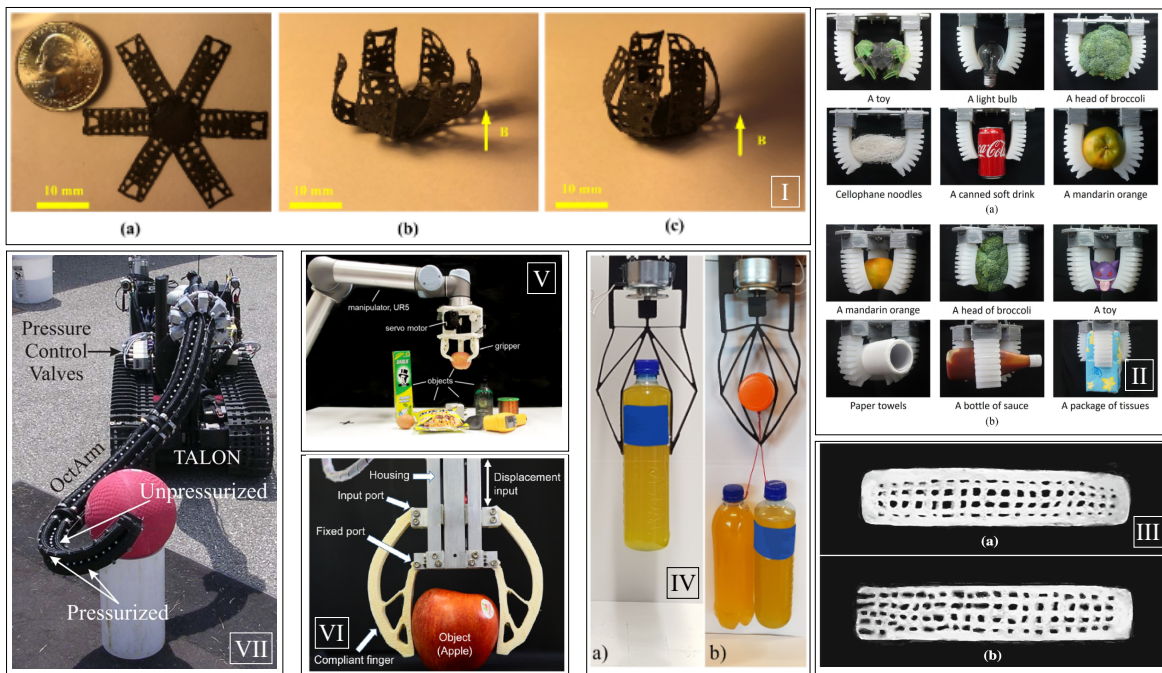 10 mm
(a)
B
10 mm
(b)
B
10 mm
I
(c)
A toy
A light bulb
A head of broccoli
Coca-Cola
Cellophane noodles
A canned soft drink
A mandarin orange
(a)
A mandarin orange
A head of broccoli
A toy
II
Paper towels
A bottle of sauce
A package of tissues
(b)
Pressure
Control
Valves
OctArm
TALON
Unpressurized
Pressurized
VII
V
manipulator, UR5
servo motor
gripper
objects
Housing
Displacement
input
Input port
Fixed port
VI
Object
(Apple)
Compliant finger
IV
a)
b)
(a)
III
(b)